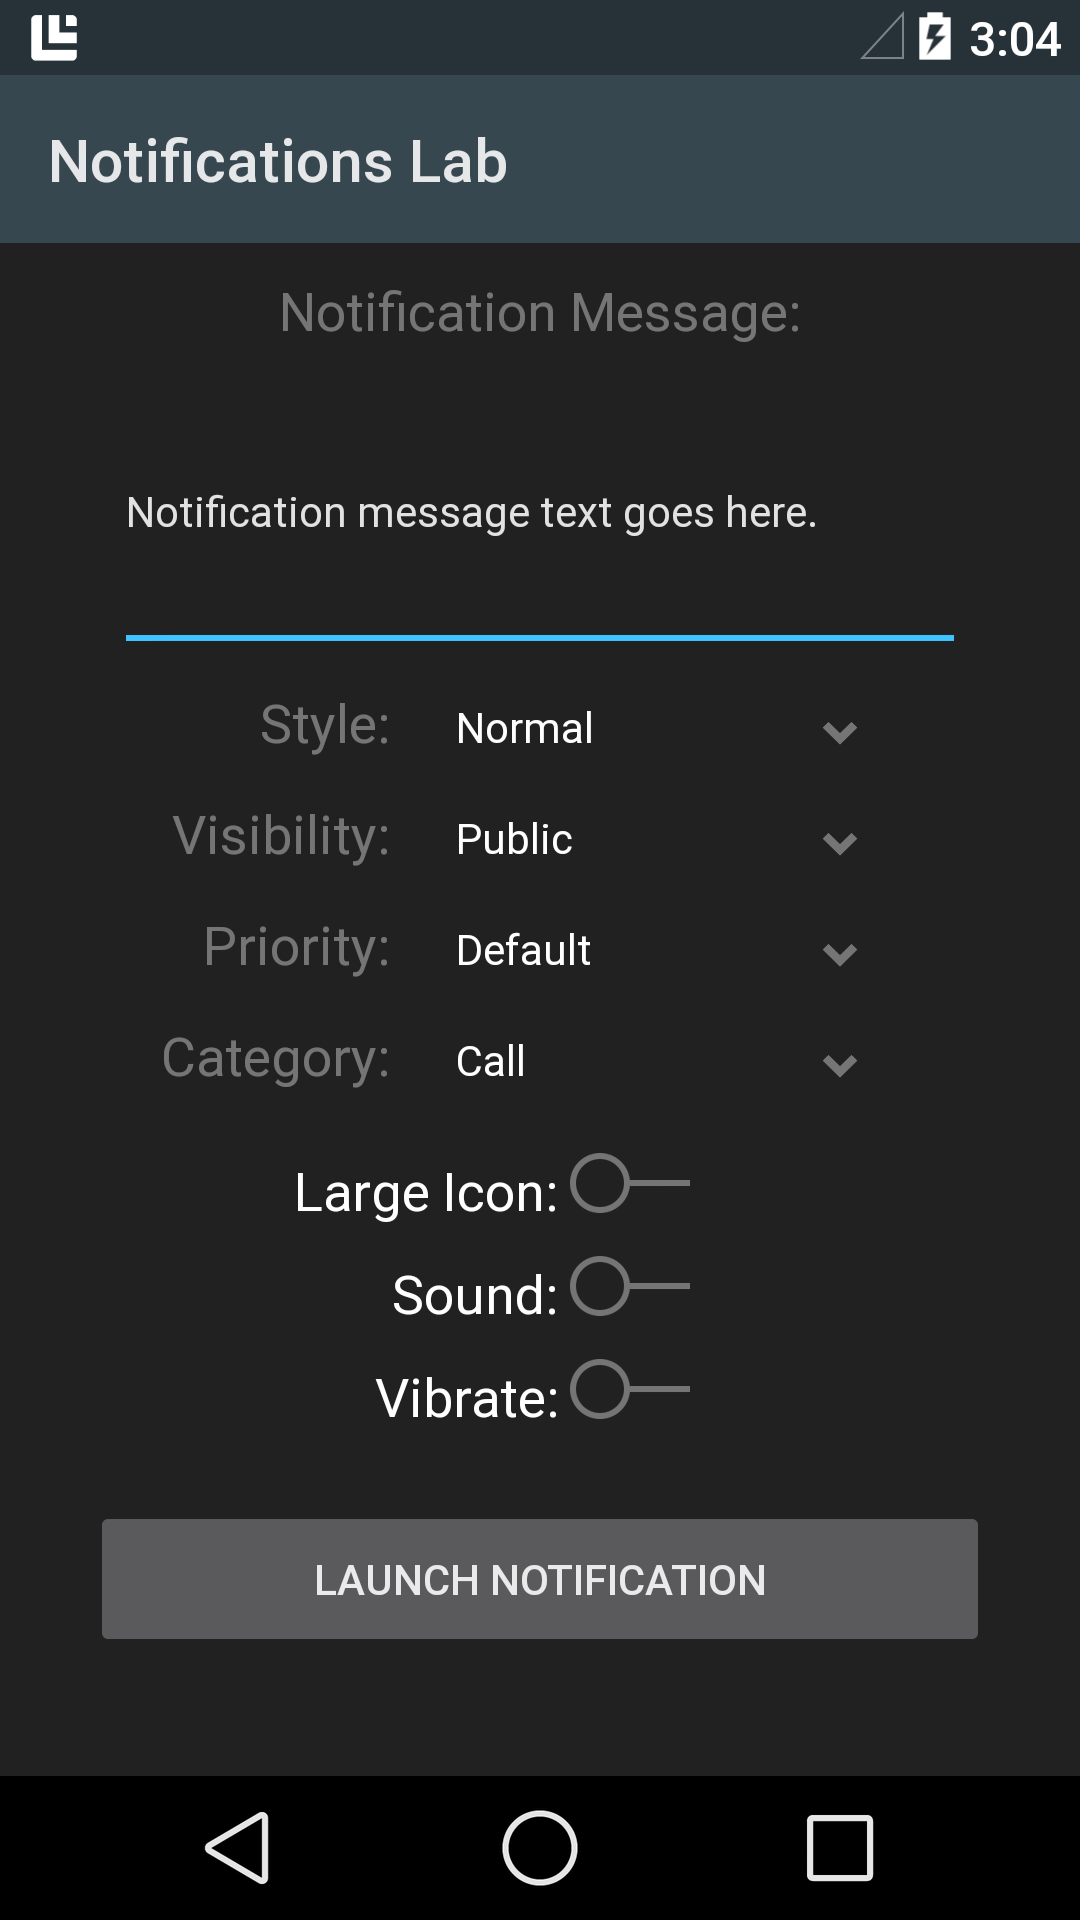 3:04
Notifications Lab
Notification Message:
Notification message text goes here.
Style: Normal
Visibility: Public
Priority: Default
Category: Call
Large Icon:
Sound:
Vibrate:
LAUNCH NOTIFICATION